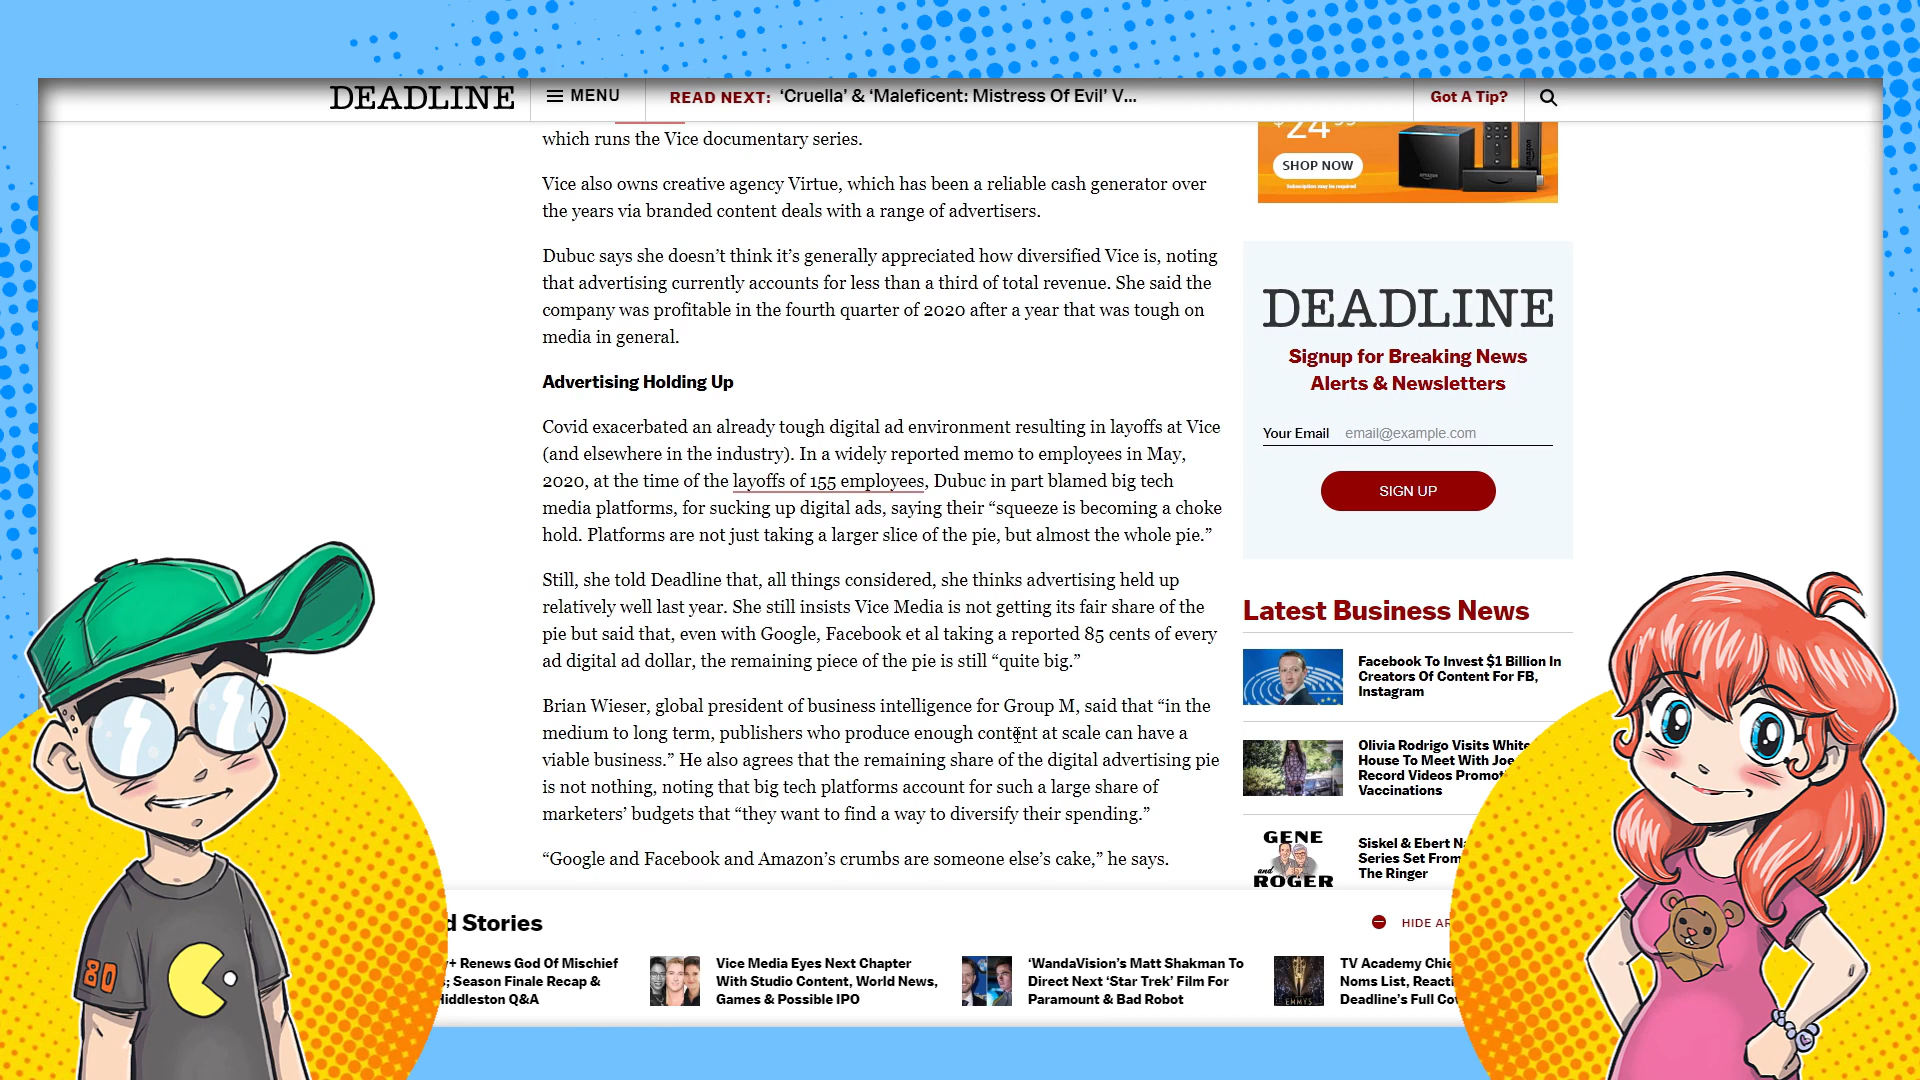 DEADLINE
MENU
READ NEXT: ‘Cruella’ & ‘Maleficent: Mistress Of Evil’ V...
Got A Tip?
which runs the Vice documentary series.
Vice also owns creative agency Virtue, which has been a reliable cash generator over
the years via branded content deals with a range of advertisers.
Dubuc says she doesn’t think it’s generally appreciated how diversified Vice is, noting
that advertising currently accounts for less than a third of total revenue. She said the
company was profitable in the fourth quarter of 2020 after a year that was tough on
media in general.
Advertising Holding Up
Covid exacerbated an already tough digital ad environment resulting in layoffs at Vice
(and elsewhere in the industry). In a widely reported memo to employees in May,
2020, at the time of the layoffs of 155 employees, Dubuc in part blamed big tech
media platforms, for sucking up digital ads, saying their “squeeze is becoming a choke
hold. Platforms are not just taking a larger slice of the pie, but almost the whole pie.”
Still, she told Deadline that, all things considered, she thinks advertising held up
relatively well last year. She still insists Vice Media is not getting its fair share of the
pie but said that, even with Google, Facebook et al taking a reported 85 cents of every
ad digital ad dollar, the remaining piece of the pie is still “quite big.”
Brian Wieser, global president of business intelligence for Group M, said that “in the
medium to long term, publishers who produce enough content at scale can have a
viable business.” He also agrees that the remaining share of the digital advertising pie
is not nothing, noting that big tech platforms account for such a large share of
marketers’ budgets that “they want to find a way to diversify their spending.”
“Google and Facebook and Amazon’s crumbs are someone else’s cake,” he says.
$24
SHOP NOW
Subscription may be required
amazon
DEADLINE
Signup for Breaking News
Alerts & Newsletters
Your Email email@example.com
SIGN UP
Latest Business News
Facebook To Invest $1 Billion In
Creators Of Content For FB,
Instagram
Olivia Rodrigo Visits White
House To Meet With Joe
Record Videos Promot
Vaccinations
GENE
and
ROGER
Siskel & Ebert N
Series Set From
The Ringer
d Stories
HIDE AR
+ Renews God Of Mischief
; Season Finale Recap &
Hiddleston Q&A
Vice Media Eyes Next Chapter
With Studio Content, World News,
Games & Possible IPO
‘WandaVision’s Matt Shakman To
Direct Next ‘Star Trek’ Film For
Paramount & Bad Robot
EMMYS
TV Academy Chie
Noms List, Reacti
Deadline’s Full Co
80